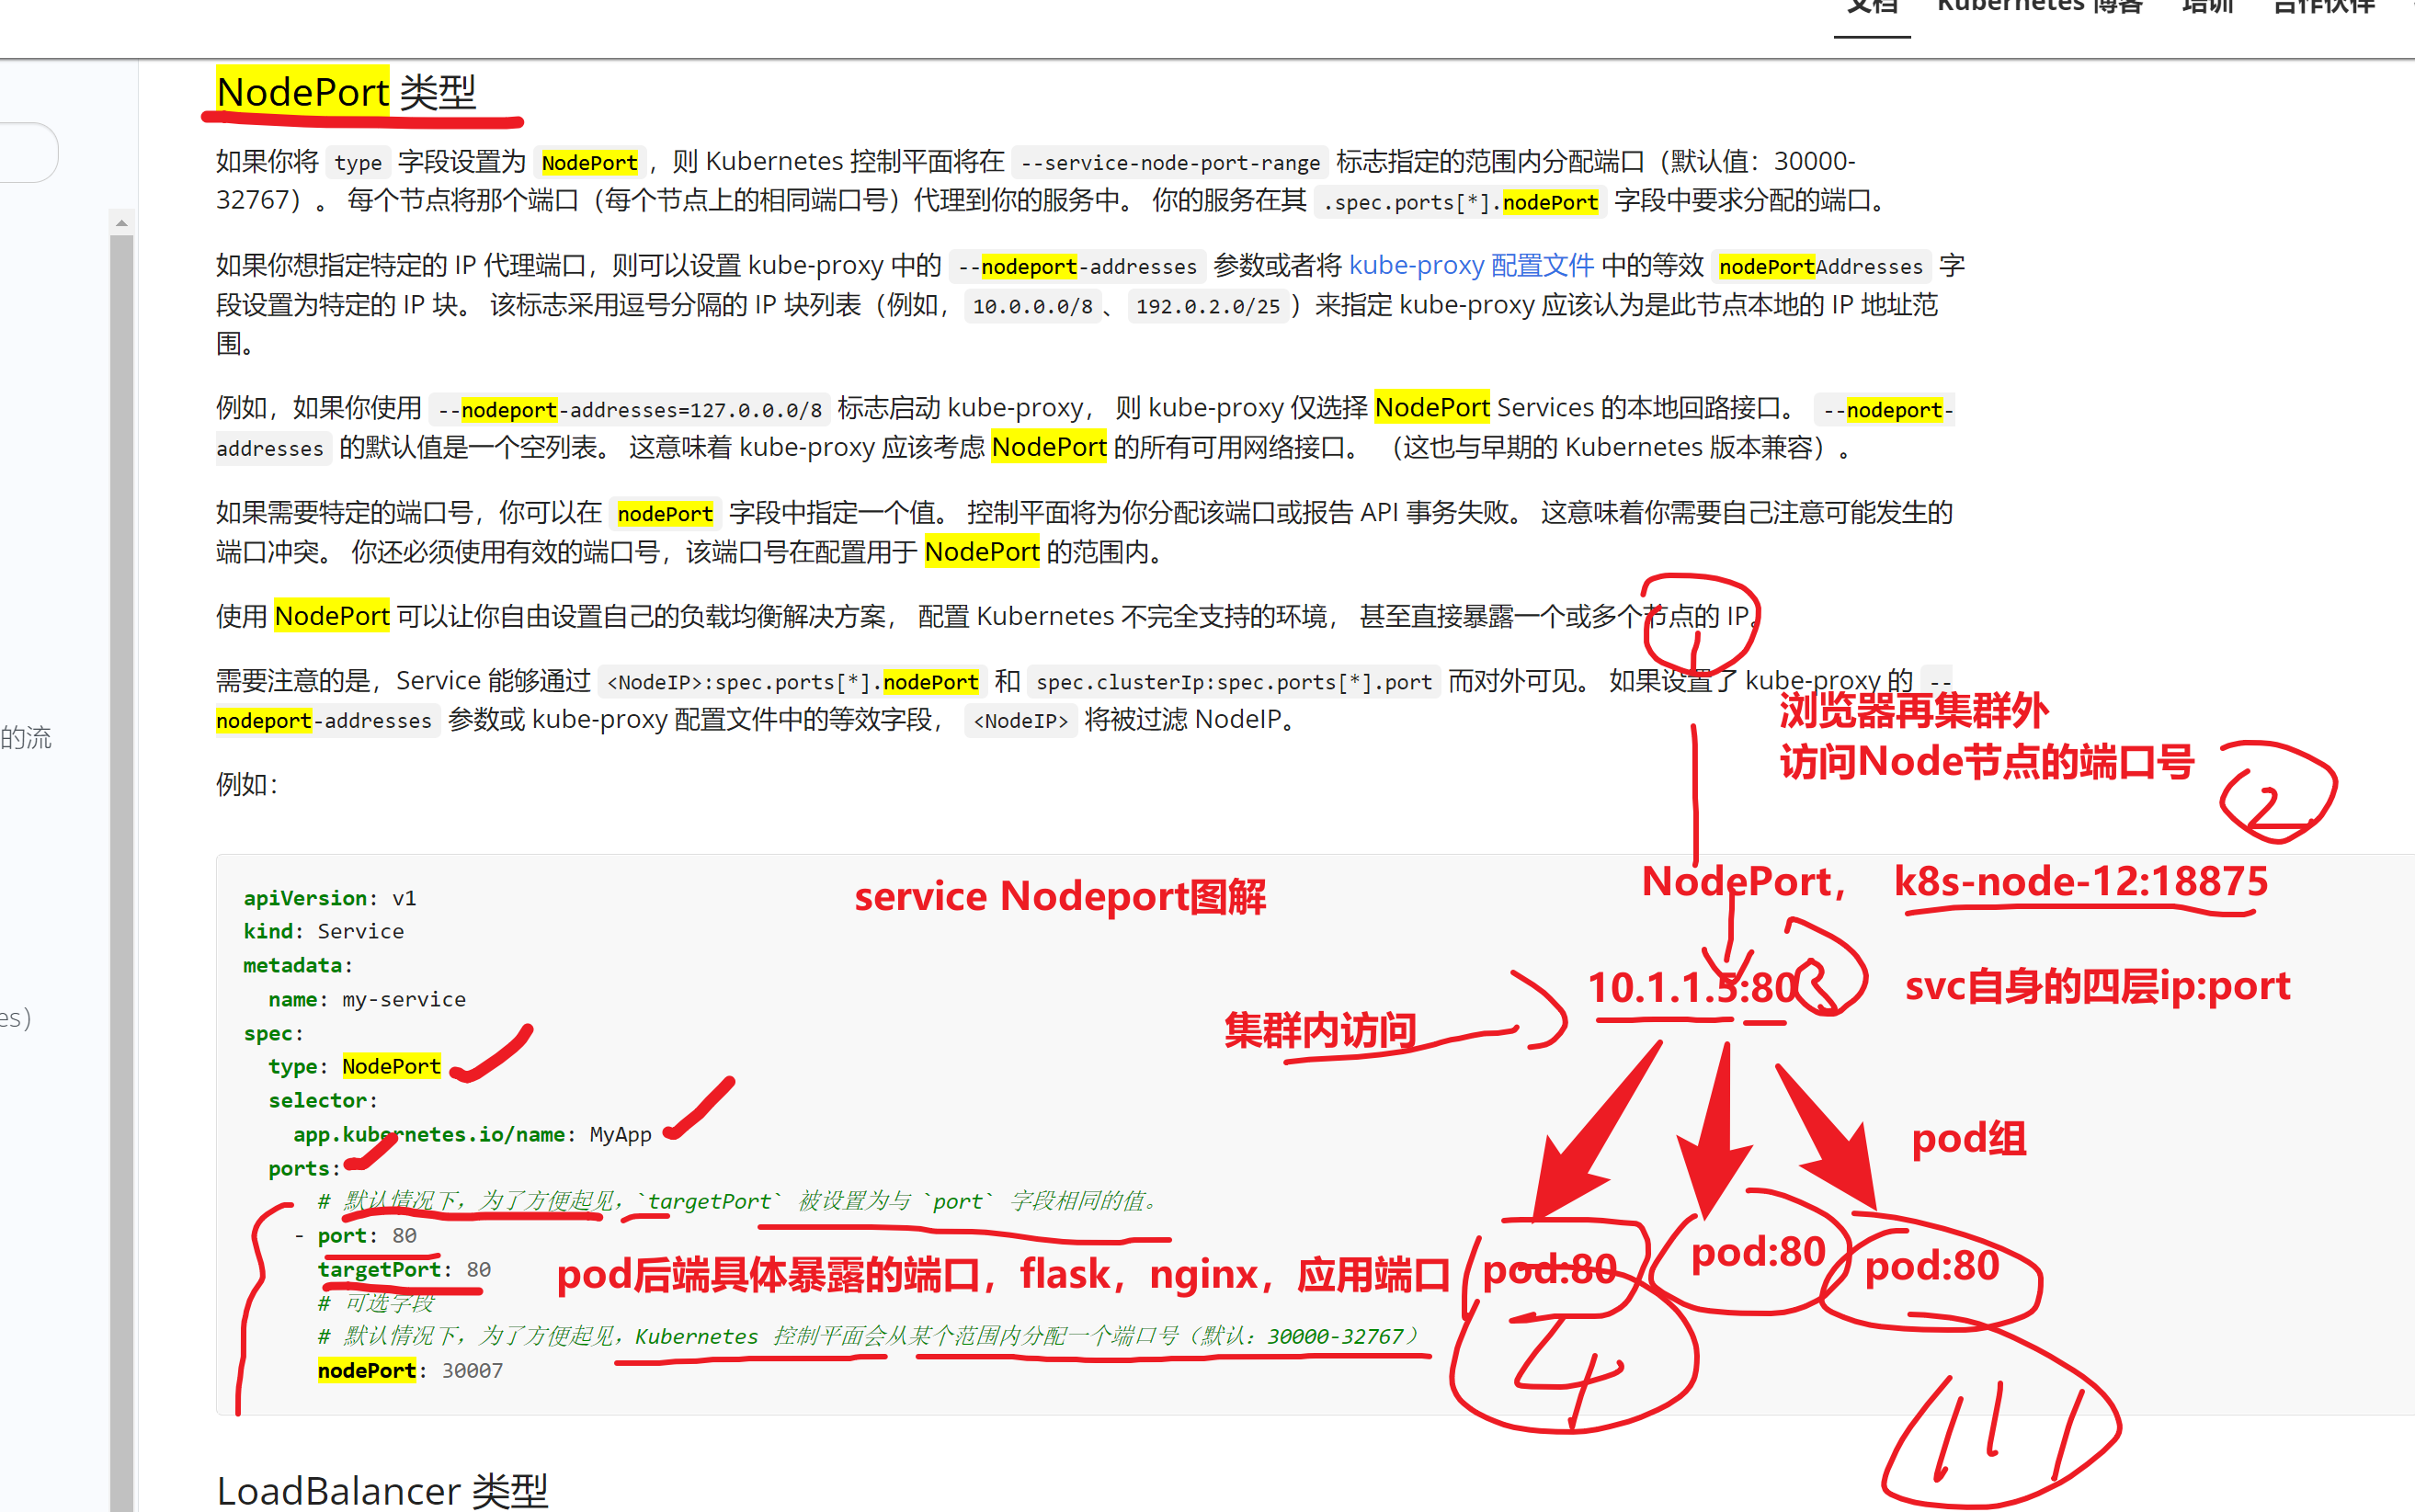 文档 Kubernetes 博客 培训 合作伙伴
NodePort 类型
如果你将 type 字段设置为 NodePort，则 Kubernetes 控制平面将在 --service-node-port-range 标志指定的范围内分配端口（默认值：30000-
32767）。 每个节点将那个端口（每个节点上的相同端口号）代理到你的服务中。 你的服务在其 .spec.ports[*].nodePort 字段中要求分配的端口。
如果你想指定特定的 IP 代理端口，则可以设置 kube-proxy 中的 --nodeport-addresses 参数或者将 kube-proxy 配置文件 中的等效 nodePortAddresses 字
段设置为特定的 IP 块。 该标志采用逗号分隔的 IP 块列表（例如，10.0.0.0/8、192.0.2.0/25）来指定 kube-proxy 应该认为是此节点本地的 IP 地址范
围。
例如，如果你使用 --nodeport-addresses=127.0.0.0/8 标志启动 kube-proxy， 则 kube-proxy 仅选择 NodePort Services 的本地回路接口。 --nodeport-
addresses 的默认值是一个空列表。 这意味着 kube-proxy 应该考虑 NodePort 的所有可用网络接口。 （这也与早期的 Kubernetes 版本兼容）。
如果需要特定的端口号，你可以在 nodePort 字段中指定一个值。 控制平面将为你分配该端口或报告 API 事务失败。 这意味着你需要自己注意可能发生的
端口冲突。 你还必须使用有效的端口号，该端口号在配置用于 NodePort 的范围内。
使用 NodePort 可以让你自由设置自己的负载均衡解决方案， 配置 Kubernetes 不完全支持的环境， 甚至直接暴露一个或多个节点的 IP。
1
需要注意的是，Service 能够通过 <NodeIP>:spec.ports[*].nodePort 和 spec.clusterIp:spec.ports[*].port 而对外可见。 如果设置了 kube-proxy 的 --
nodeport-addresses 参数或 kube-proxy 配置文件中的等效字段， <NodeIP> 将被过滤 NodeIP。
的流
浏览器再集群外
访问Node节点的端口号
2
例如：
service Nodeport图解
NodePort， k8s-node-12:18875
10.1.1.5:80
3
svc自身的四层ip:port
集群内访问
es）
apiVersion: v1
kind: Service
metadata:
name: my-service
spec:
type: NodePort
selector:
app.kubernetes.io/name: MyApp
ports:
pod组
# 默认情况下，为了方便起见，`targetPort` 被设置为与 `port` 字段相同的值。
- port: 80
targetPort: 80
pod后端具体暴露的端口，flask，nginx，应用端口
pod:80
pod:80
pod:80
# 可选字段
# 默认情况下，为了方便起见，Kubernetes 控制平面会从某个范围内分配一个端口号（默认：30000-32767）
nodePort: 30007
4
LoadBalancer 类型